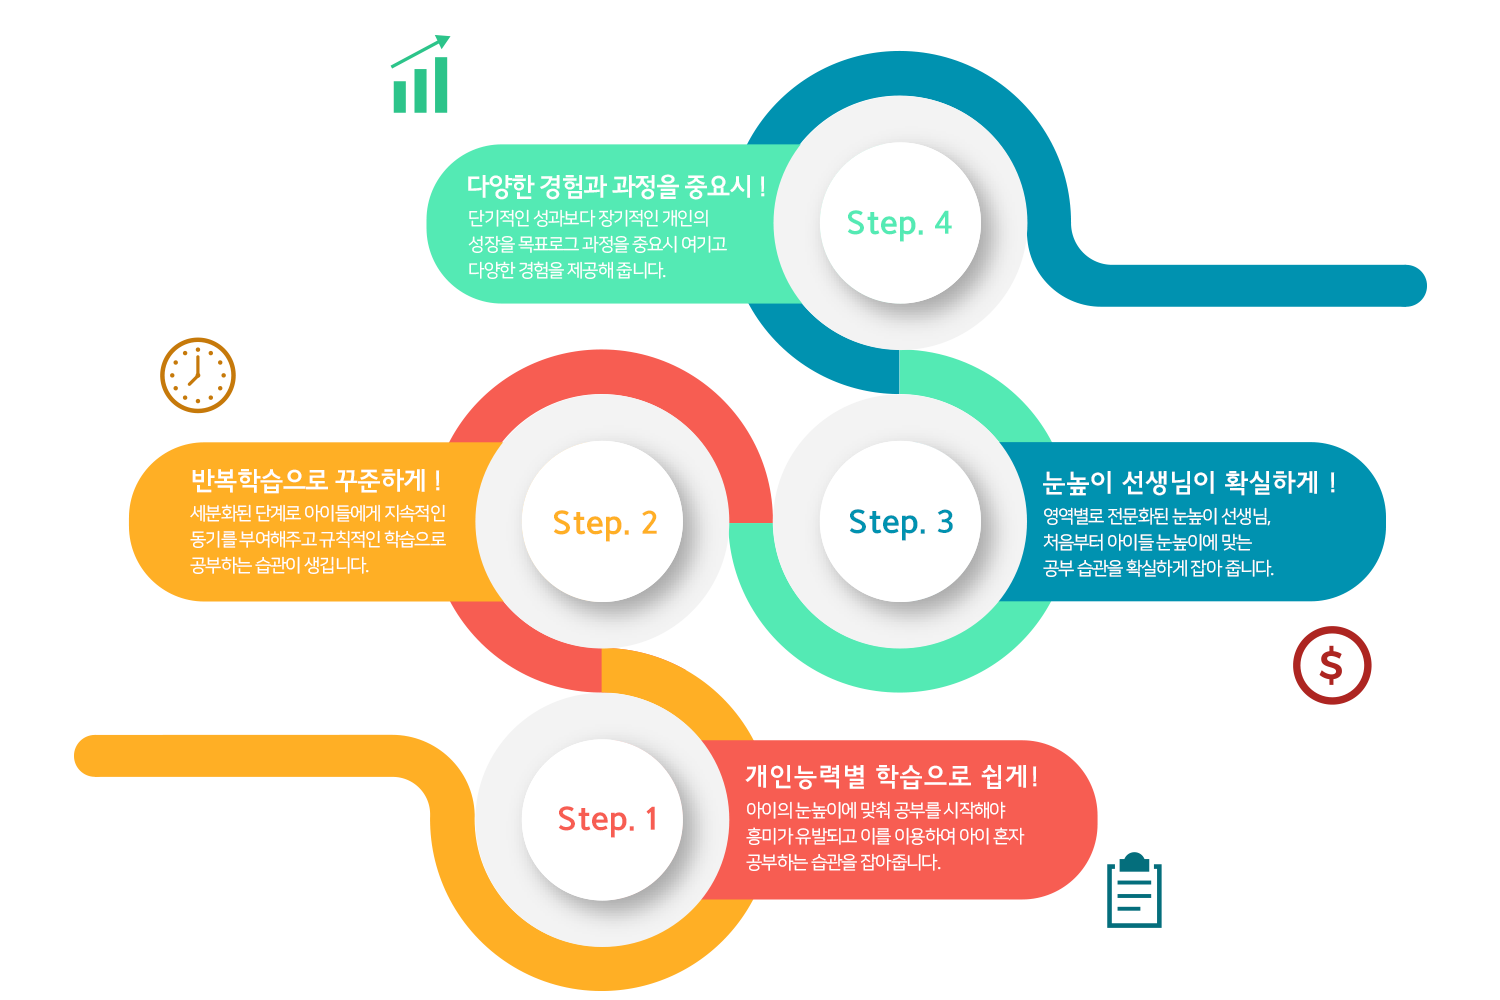 다양한 경험과 과정을 중요시 !
단기적인 성과보다 장기적인 개인의
성장을 목표로그 과정을 중요시 여기고
다양한 경험을 제공해 줍니다.
Step. 4
반복학습으로 꾸준하게 !
세분화된 단계로 아이들에게 지속적인
동기를 부여해주고 규칙적인 학습으로
공부하는 습관이 생깁니다.
Step. 2
Step. 3
눈높이 선생님이 확실하게 !
영역별로 전문화된 눈높이 선생님,
처음부터 아이들 눈높이에 맞는
공부 습관을 확실하게 잡아 줍니다.
$
Step. 1
개인능력별 학습으로 쉽게!
아이의 눈높이에 맞춰 공부를 시작해야
흥미가 유발되고 이를 이용하여 아이 혼자
공부하는 습관을 잡아줍니다.